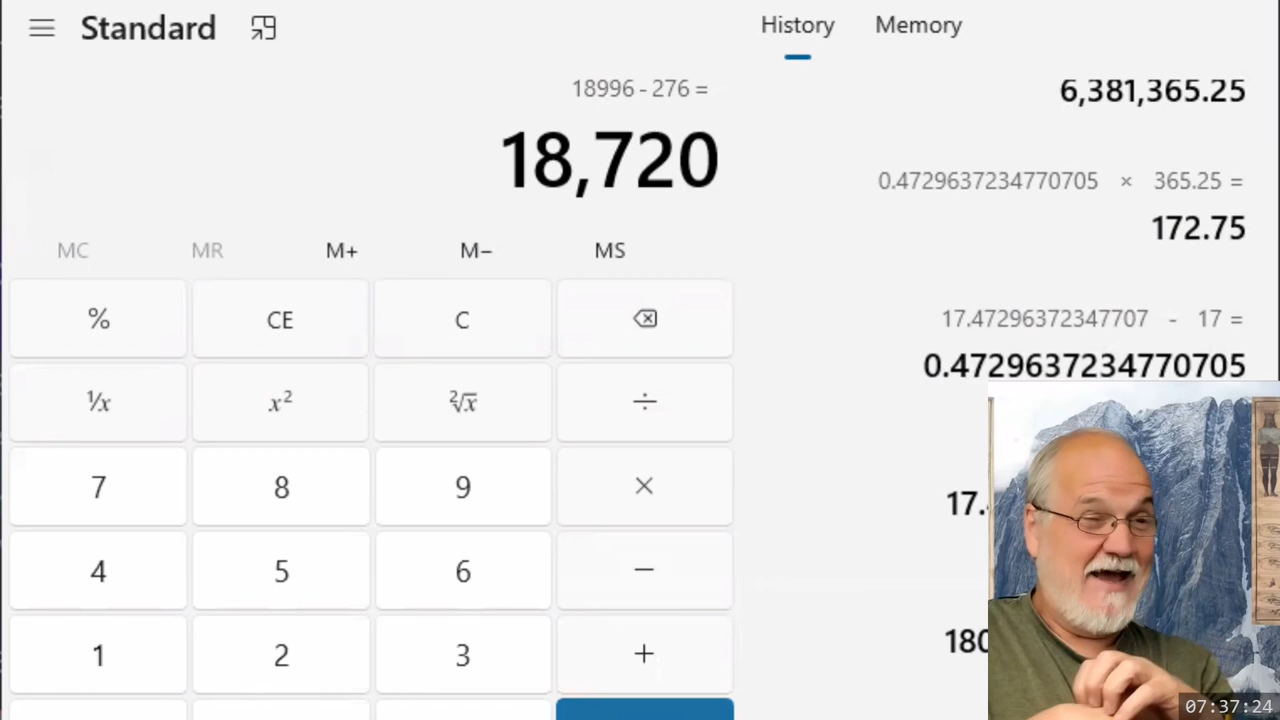 Standard
18996 - 276 =
18,720
MC MR M+ M− MS
% CE C
⅟x x² ²√x ÷
7 8 9 ×
4 5 6 −
1 2 3 +
History Memory
6,381,365.25
0.4729637234770705 × 365.25 =
172.75
17.47296372347707 - 17 =
0.4729637234770705
17.
180
07:37:24